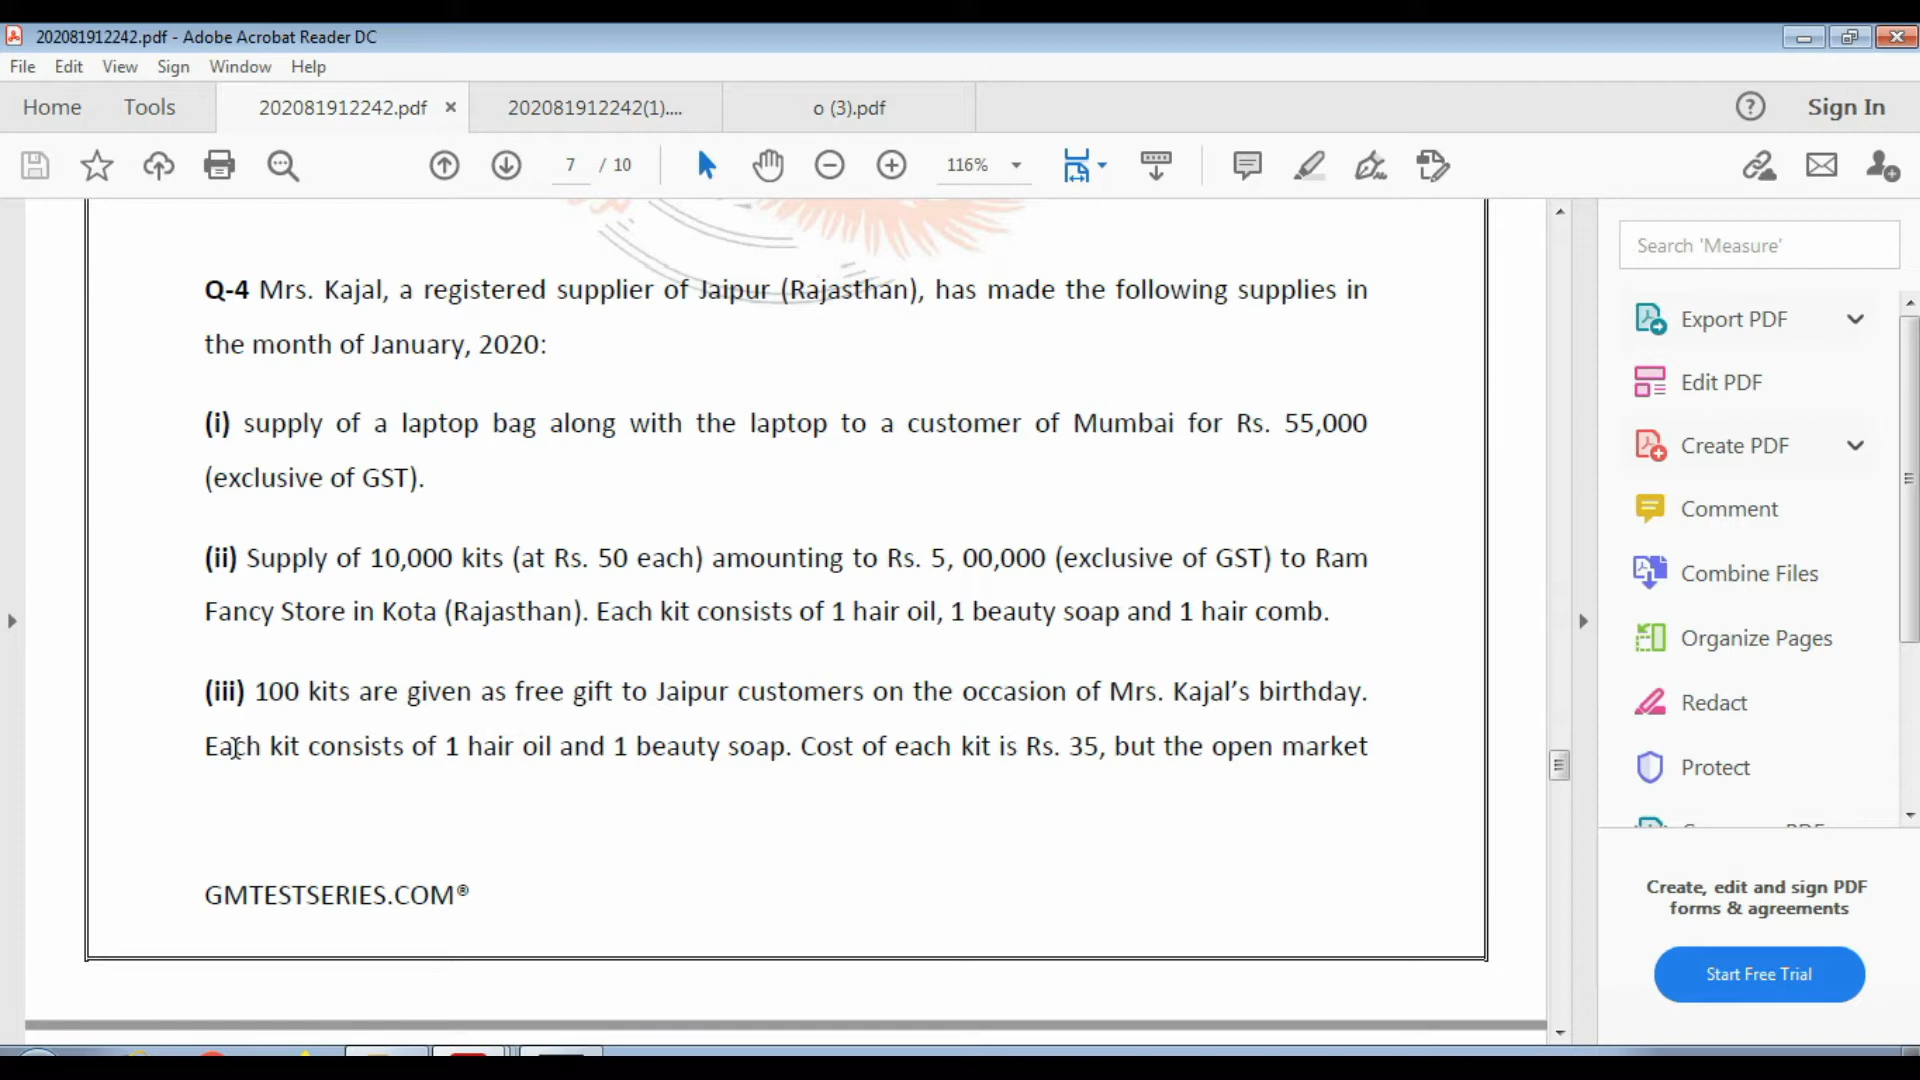 202081912242.pdf - Adobe Acrobat Reader DC
File Edit View Sign Window Help
Home Tools 202081912242.pdf × 202081912242(1).... o (3).pdf ? Sign In
7 / 10 116%
Q-4 Mrs. Kajal, a registered supplier of Jaipur (Rajasthan), has made the following supplies in
the month of January, 2020:
(i) supply of a laptop bag along with the laptop to a customer of Mumbai for Rs. 55,000
(exclusive of GST).
(ii) Supply of 10,000 kits (at Rs. 50 each) amounting to Rs. 5, 00,000 (exclusive of GST) to Ram
Fancy Store in Kota (Rajasthan). Each kit consists of 1 hair oil, 1 beauty soap and 1 hair comb.
(iii) 100 kits are given as free gift to Jaipur customers on the occasion of Mrs. Kajal’s birthday.
Each kit consists of 1 hair oil and 1 beauty soap. Cost of each kit is Rs. 35, but the open market
GMTESTSERIES.COM®
Search 'Measure'
Export PDF
Edit PDF
Create PDF
Comment
Combine Files
Organize Pages
Redact
Protect
Create, edit and sign PDF
forms & agreements
Start Free Trial